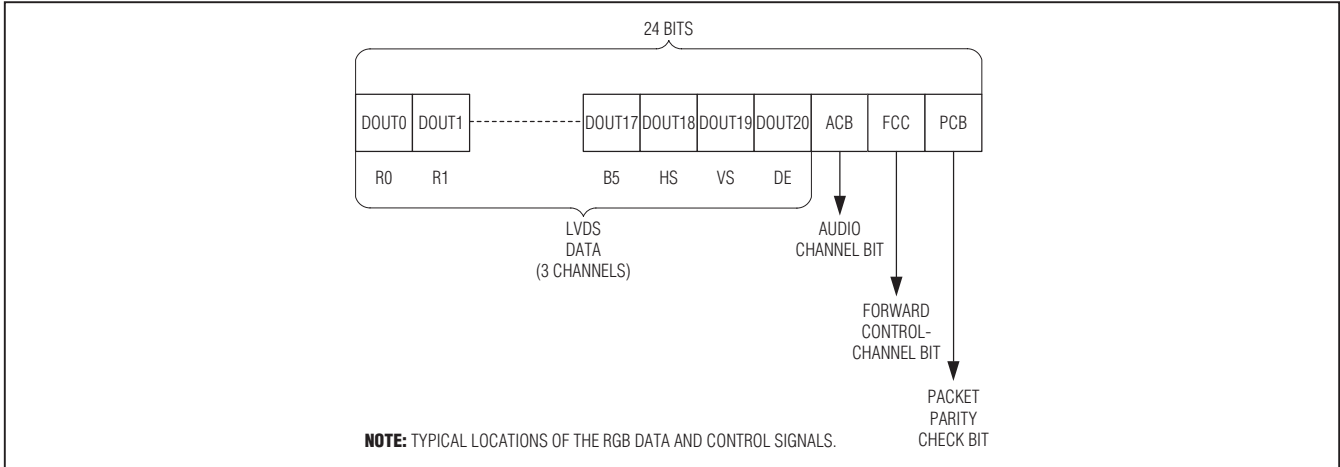 24 BITS
DOUT0 DOUT1 DOUT17 DOUT18 DOUT19 DOUT20 ACB FCC PCB
R0 R1 B5 HS VS DE
LVDS
DATA
(3 CHANNELS)
AUDIO
CHANNEL BIT
FORWARD
CONTROL-
CHANNEL BIT
PACKET
PARITY
CHECK BIT
NOTE: TYPICAL LOCATIONS OF THE RGB DATA AND CONTROL SIGNALS.